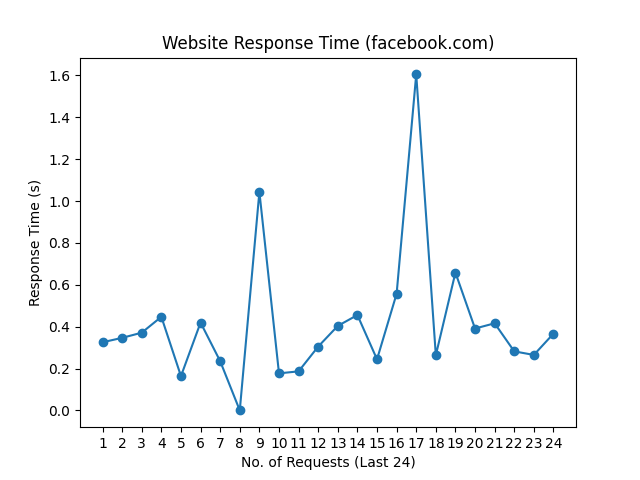 Website Response Time (facebook.com)
1.6
1.4
1.2
1.0
0.8
0.6
0.4
0.2
0.0
Response Time (s)
1 2 3 4 5 6 7 8 9 10 11 12 13 14 15 16 17 18 19 20 21 22 23 24
No. of Requests (Last 24)